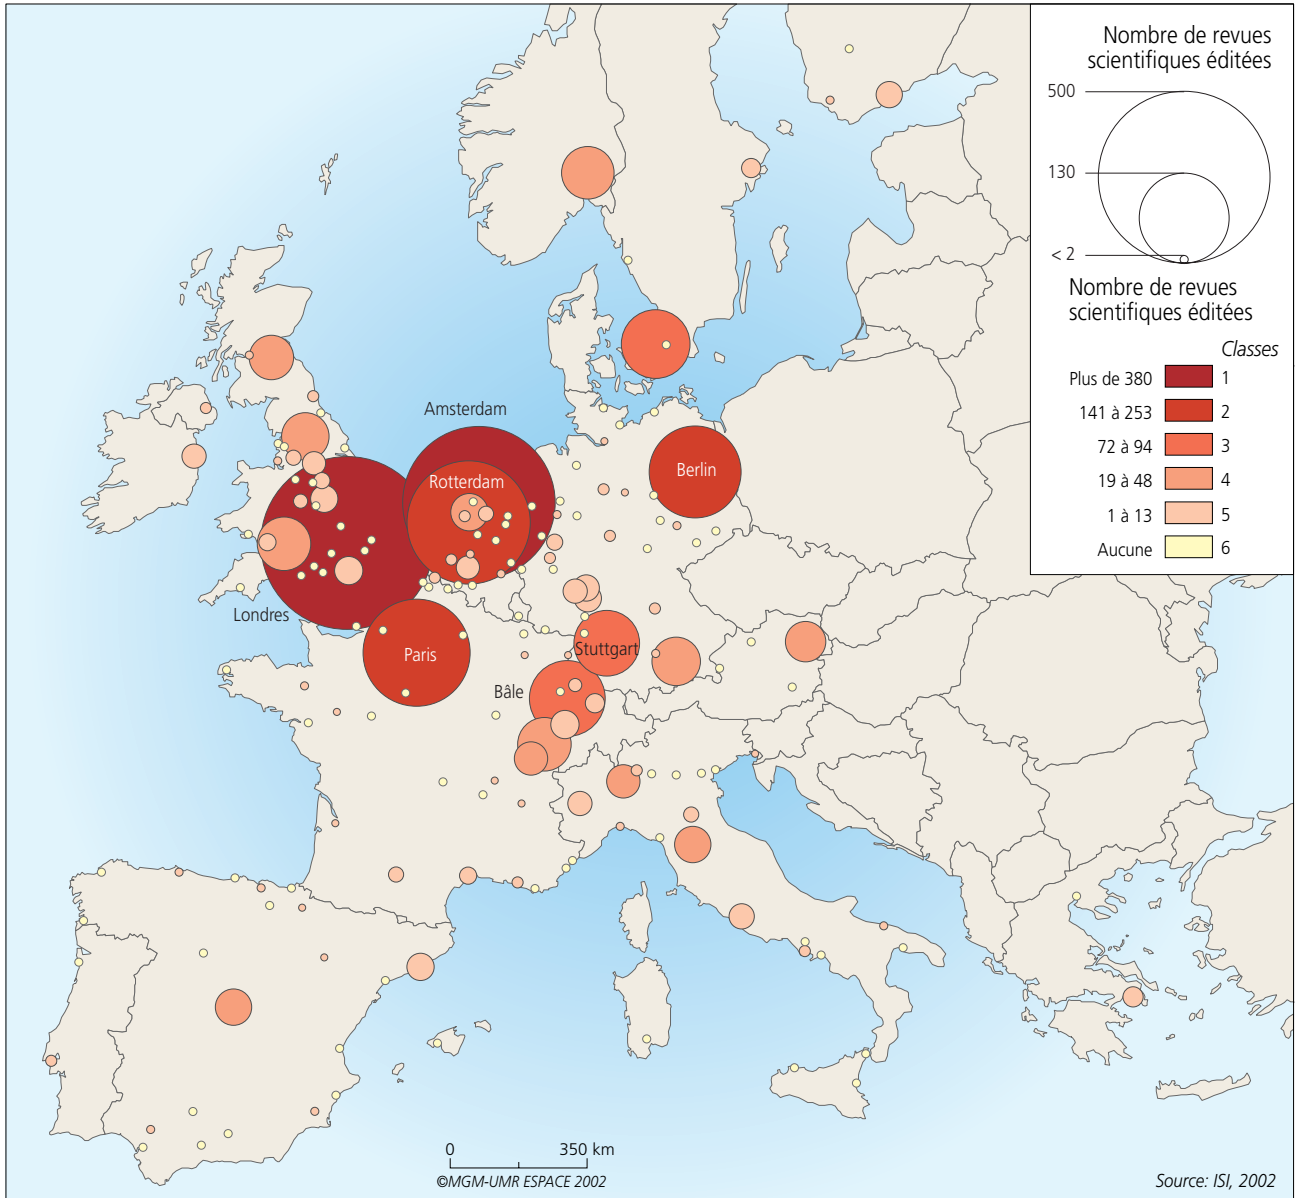 Nombre de revues
scientifiques éditées
500
130
< 2
Nombre de revues
scientifiques éditées
Classes
Plus de 380 1
141 à 253 2
72 à 94 3
19 à 48 4
1 à 13 5
Aucune 6
Amsterdam
Rotterdam
Berlin
Londres
Paris
Stuttgart
Bâle
0 350 km
©MGM-UMR ESPACE 2002
Source: ISI, 2002